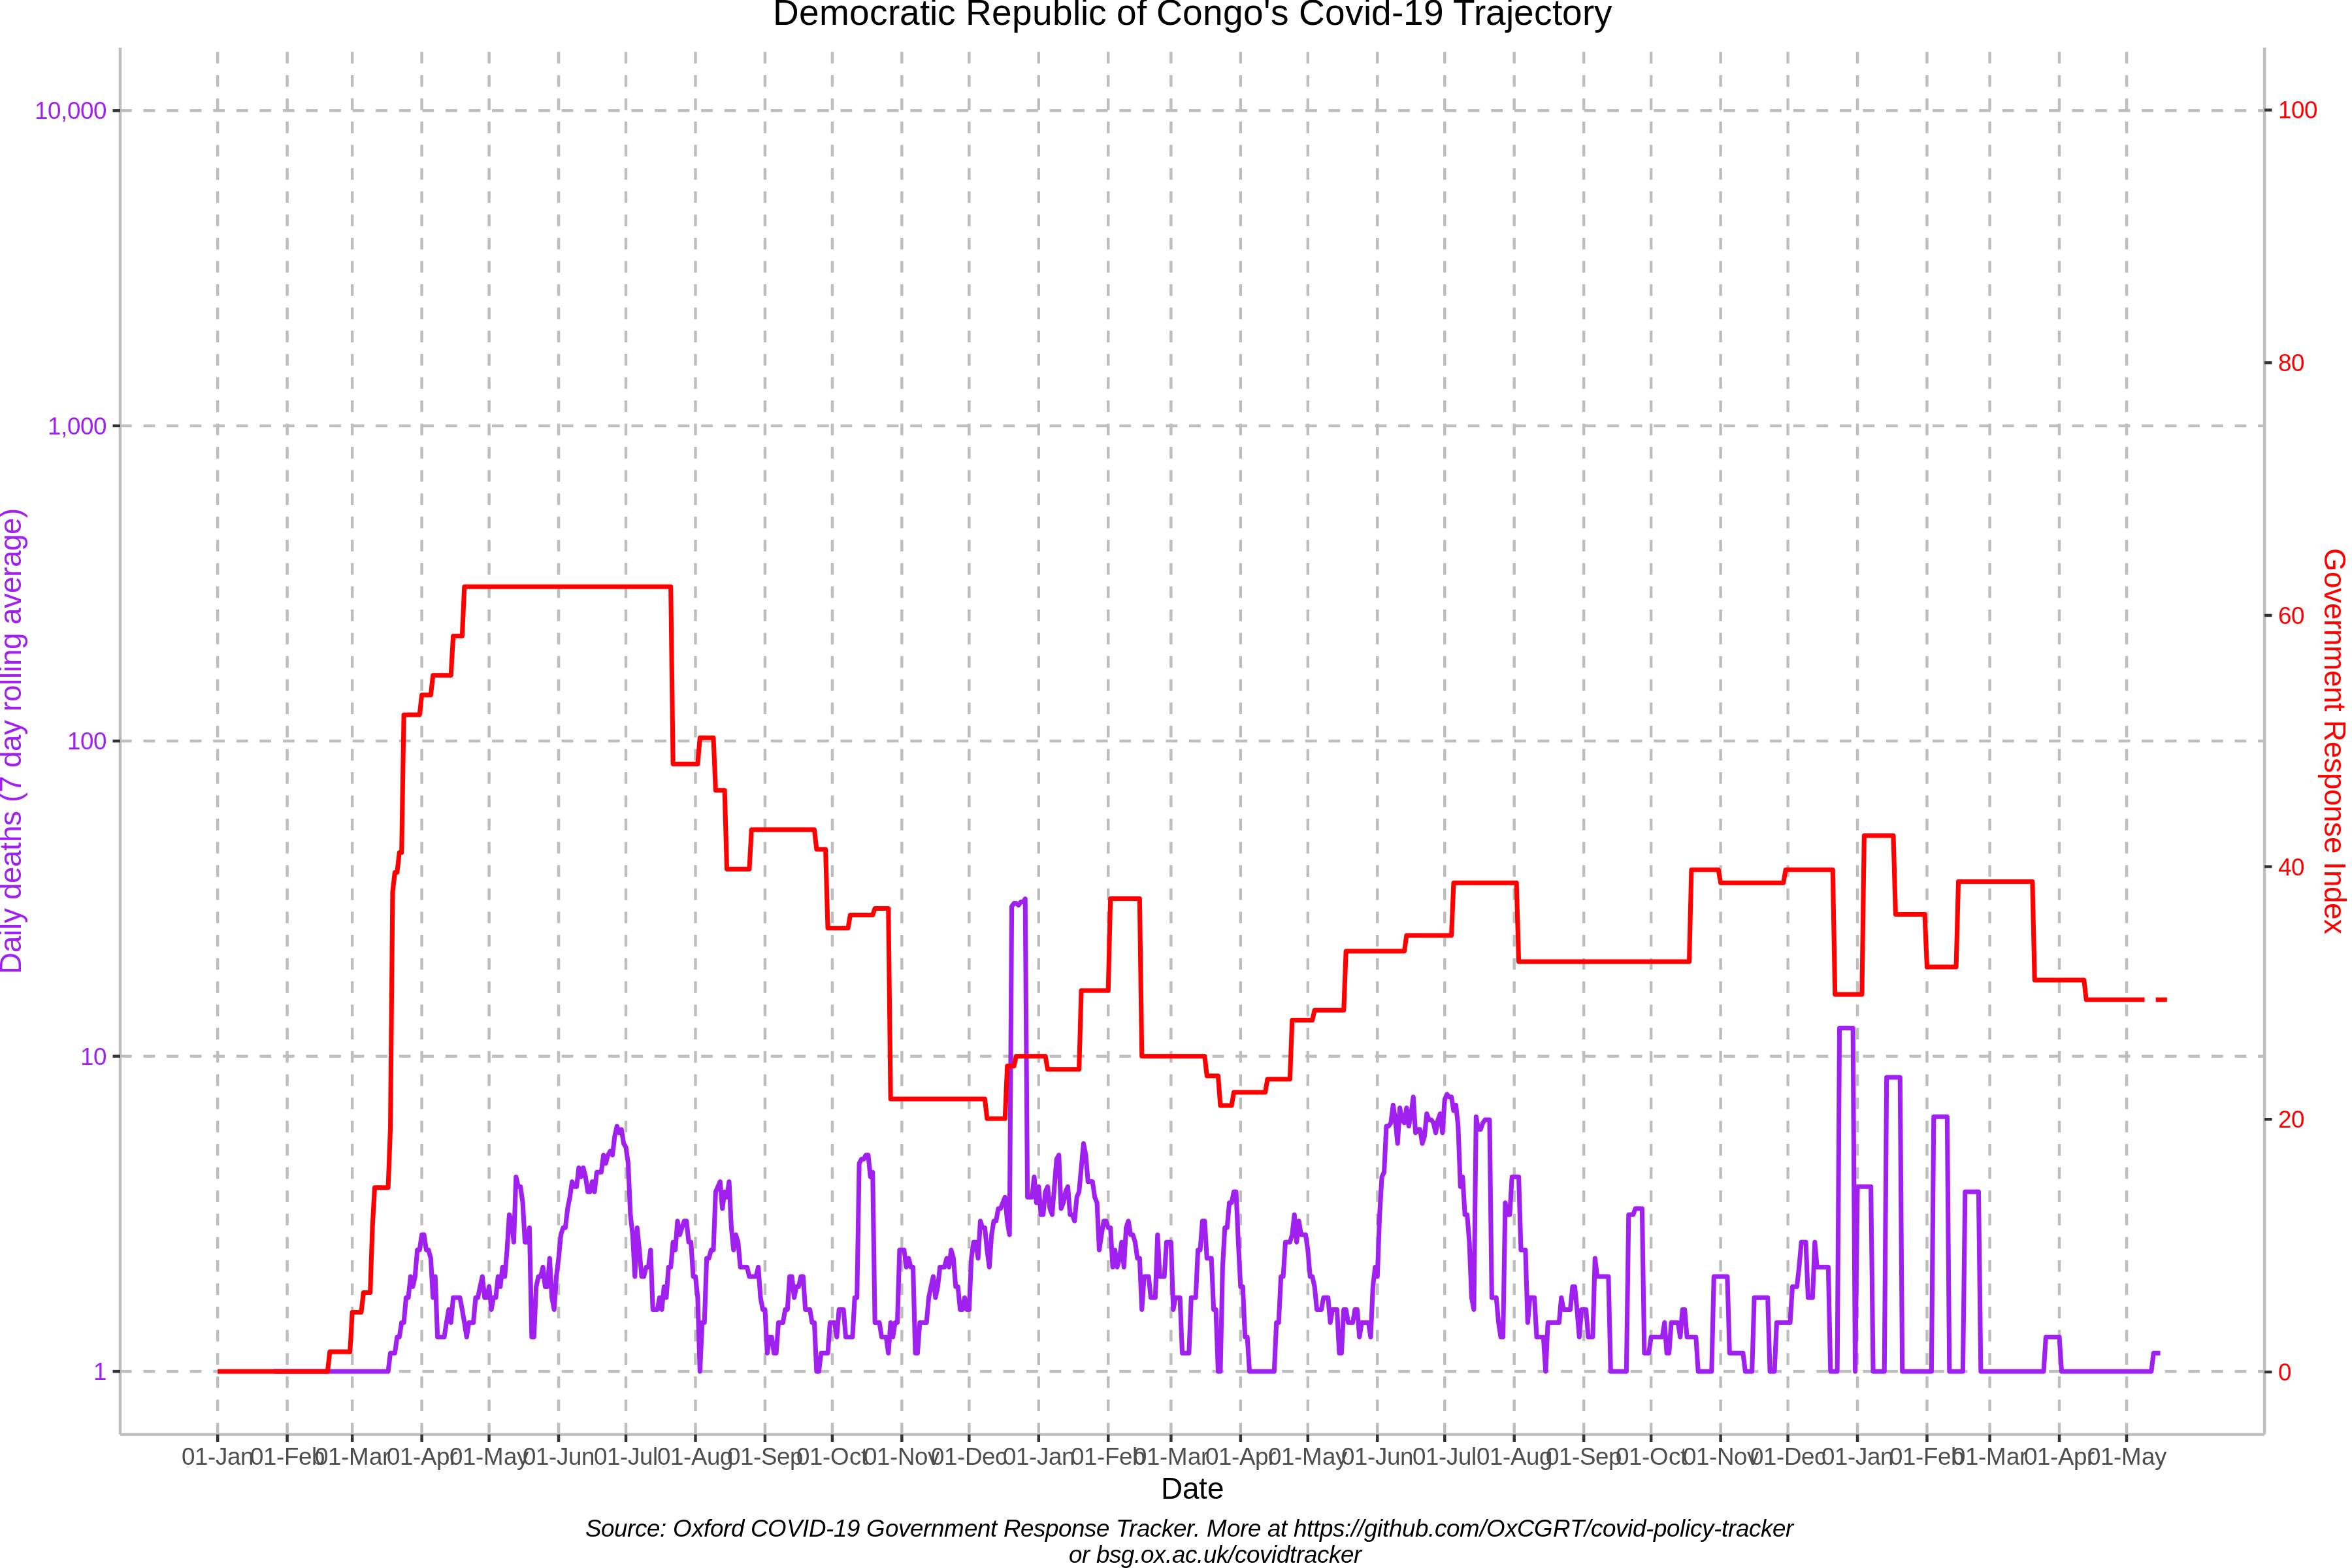 Democratic Republic of Congo's Covid-19 Trajectory
10,000
1,000
100
10
1
Daily deaths (7 day rolling average)
100
80
60
40
20
0
Government Response Index
01-Jan 01-Feb 01-Mar 01-Apr 01-May 01-Jun 01-Jul 01-Aug 01-Sep 01-Oct 01-Nov 01-Dec 01-Jan 01-Feb 01-Mar 01-Apr 01-May 01-Jun 01-Jul 01-Aug 01-Sep 01-Oct 01-Nov 01-Dec 01-Jan 01-Feb 01-Mar 01-Apr 01-May
Date
Source: Oxford COVID-19 Government Response Tracker. More at https://github.com/OxCGRT/covid-policy-tracker
or bsg.ox.ac.uk/covidtracker